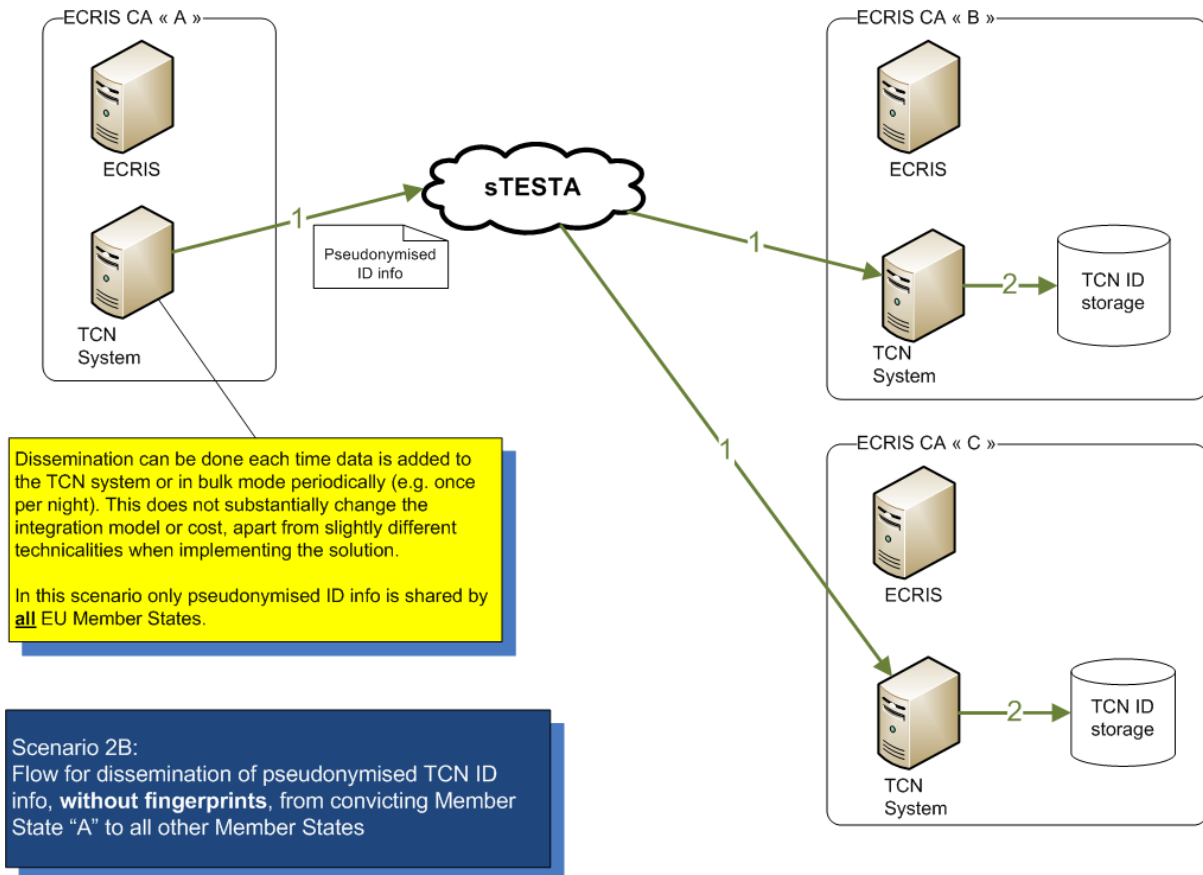 ECRIS CA « A »
ECRIS
TCN
System
1
Pseudonymised
ID info
sTESTA
1
1
ECRIS CA « B »
ECRIS
TCN
System
2
TCN ID
storage
ECRIS CA « C »
ECRIS
TCN
System
2
TCN ID
storage
Dissemination can be done each time data is added to
the TCN system or in bulk mode periodically (e.g. once
per night). This does not substantially change the
integration model or cost, apart from slightly different
technicalities when implementing the solution.
In this scenario only pseudonymised ID info is shared by
all EU Member States.
Scenario 2B:
Flow for dissemination of pseudonymised TCN ID
info, without fingerprints, from convicting Member
State “A” to all other Member States